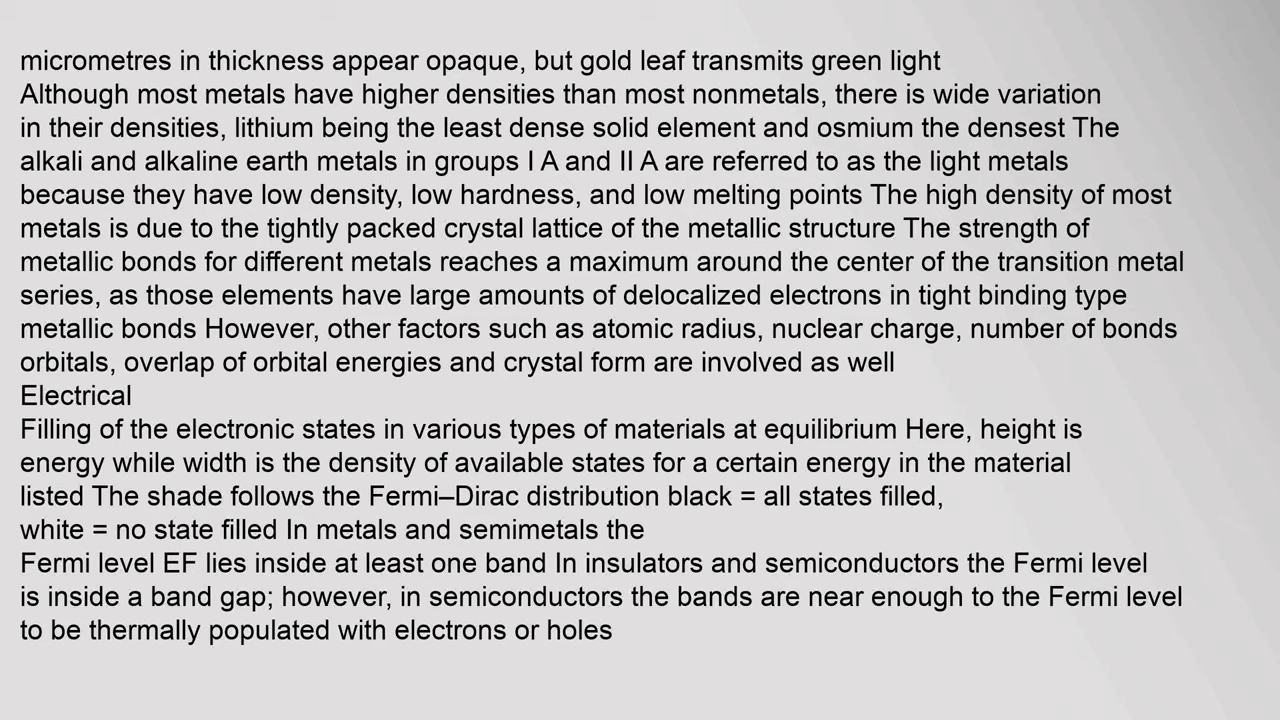 micrometres in thickness appear opaque, but gold leaf transmits green light
Although most metals have higher densities than most nonmetals, there is wide variation
in their densities, lithium being the least dense solid element and osmium the densest The
alkali and alkaline earth metals in groups I A and II A are referred to as the light metals
because they have low density, low hardness, and low melting points The high density of most
metals is due to the tightly packed crystal lattice of the metallic structure The strength of
metallic bonds for different metals reaches a maximum around the center of the transition metal
series, as those elements have large amounts of delocalized electrons in tight binding type
metallic bonds However, other factors such as atomic radius, nuclear charge, number of bonds
orbitals, overlap of orbital energies and crystal form are involved as well
Electrical
Filling of the electronic states in various types of materials at equilibrium Here, height is
energy while width is the density of available states for a certain energy in the material
listed The shade follows the Fermi–Dirac distribution black = all states filled,
white = no state filled In metals and semimetals the
Fermi level EF lies inside at least one band In insulators and semiconductors the Fermi level
is inside a band gap; however, in semiconductors the bands are near enough to the Fermi level
to be thermally populated with electrons or holes